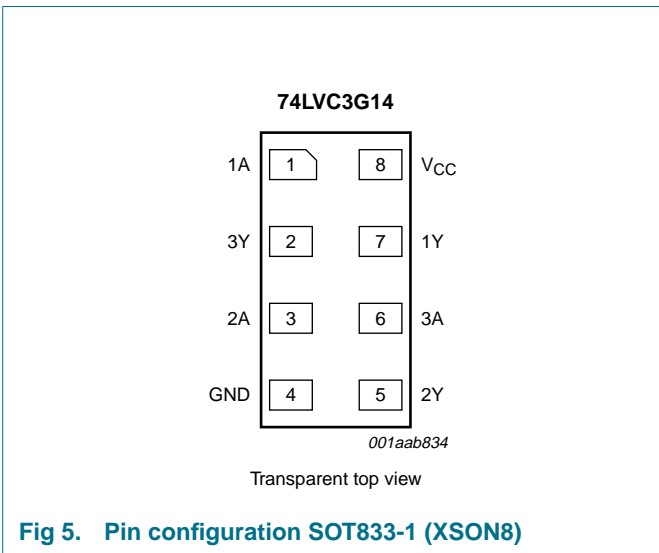 74LVC3G14
1A 1 8 VCC
3Y 2 7 1Y
2A 3 6 3A
GND 4 5 2Y
001aab834
Transparent top view
Fig 5. Pin configuration SOT833-1 (XSON8)